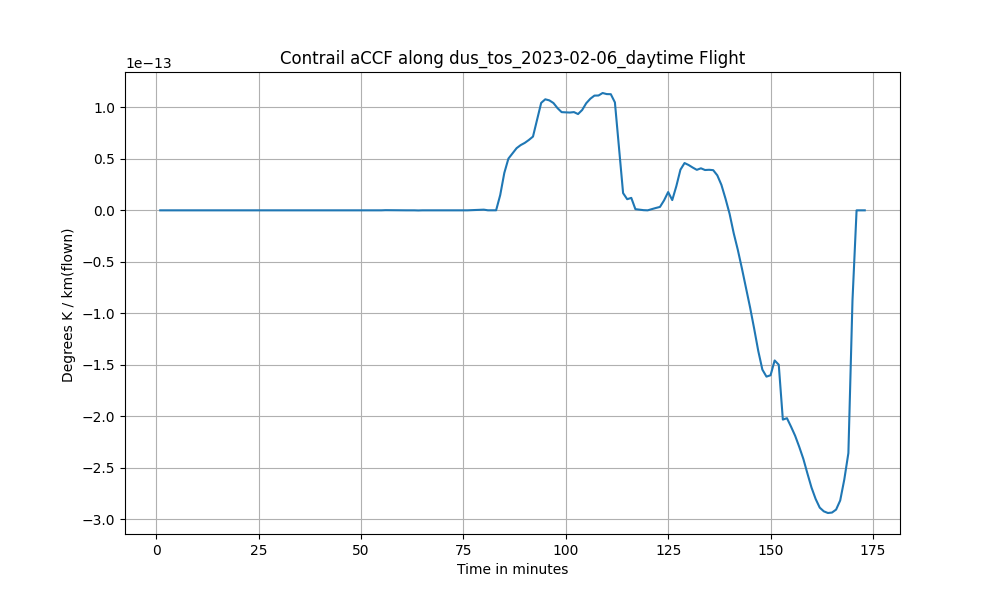 Contrail aCCF along dus_tos_2023-02-06_daytime Flight
1e−13
1.0
0.5
0.0
−0.5
−1.0
−1.5
−2.0
−2.5
−3.0
Degrees K / km(flown)
0 25 50 75 100 125 150 175
Time in minutes